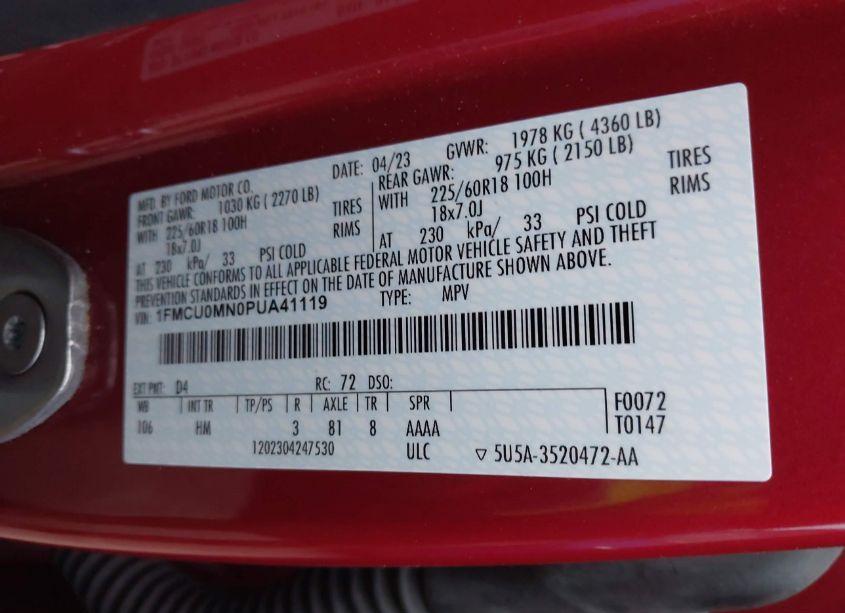 DATE: 04/23 GVWR: 1978 KG ( 4360 LB)
MFD. BY FORD MOTOR CO.
FRONT GAWR: 1030 KG ( 2270 LB) REAR GAWR: 975 KG ( 2150 LB)
WITH 225/60R18 100H TIRES WITH 225/60R18 100H TIRES
18x7.0J RIMS 18x7.0J RIMS
AT 230 kPa/ 33 PSI COLD AT 230 kPa/ 33 PSI COLD
THIS VEHICLE CONFORMS TO ALL APPLICABLE FEDERAL MOTOR VEHICLE SAFETY AND THEFT
PREVENTION STANDARDS IN EFFECT ON THE DATE OF MANUFACTURE SHOWN ABOVE.
VIN: 1FMCU0MN0PUA41119 TYPE: MPV
EXT PNT: D4 RC: 72 DSO:
WB INT TR TP/PS R AXLE TR SPR F0072
106 HM 3 81 8 AAAA T0147
1202304247530 ULC ▽ 5U5A-3520472-AA